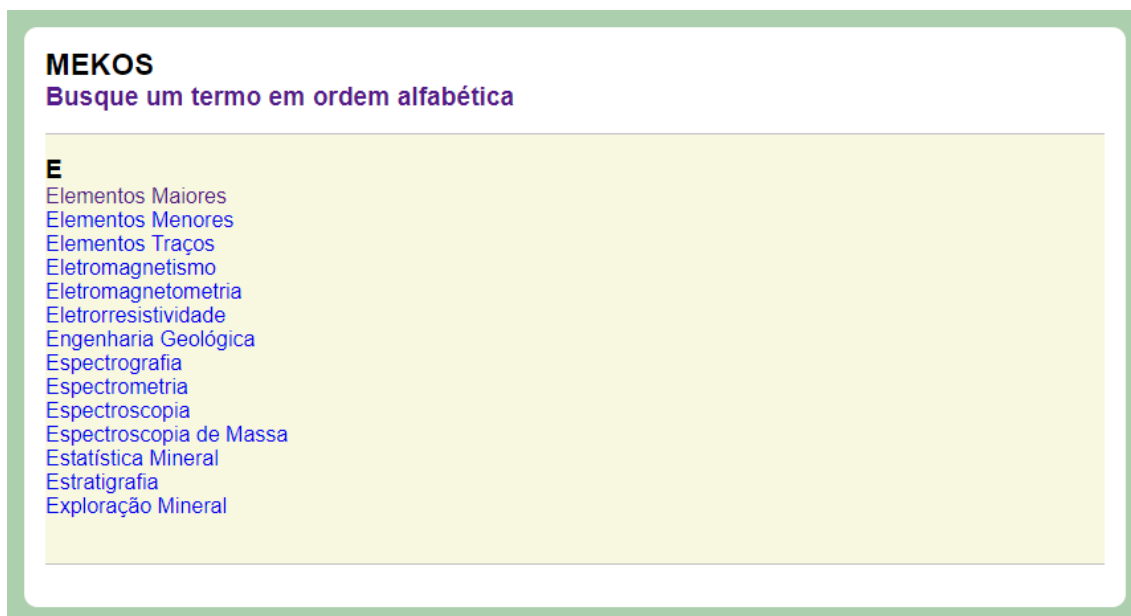 MEKOS
Busque um termo em ordem alfabética
E
Elementos Maiores
Elementos Menores
Elementos Traços
Eletromagnetismo
Eletromagnetometria
Eletrorresistividade
Engenharia Geológica
Espectrografia
Espectrometria
Espectroscopia
Espectroscopia de Massa
Estatística Mineral
Estratigrafia
Exploração Mineral